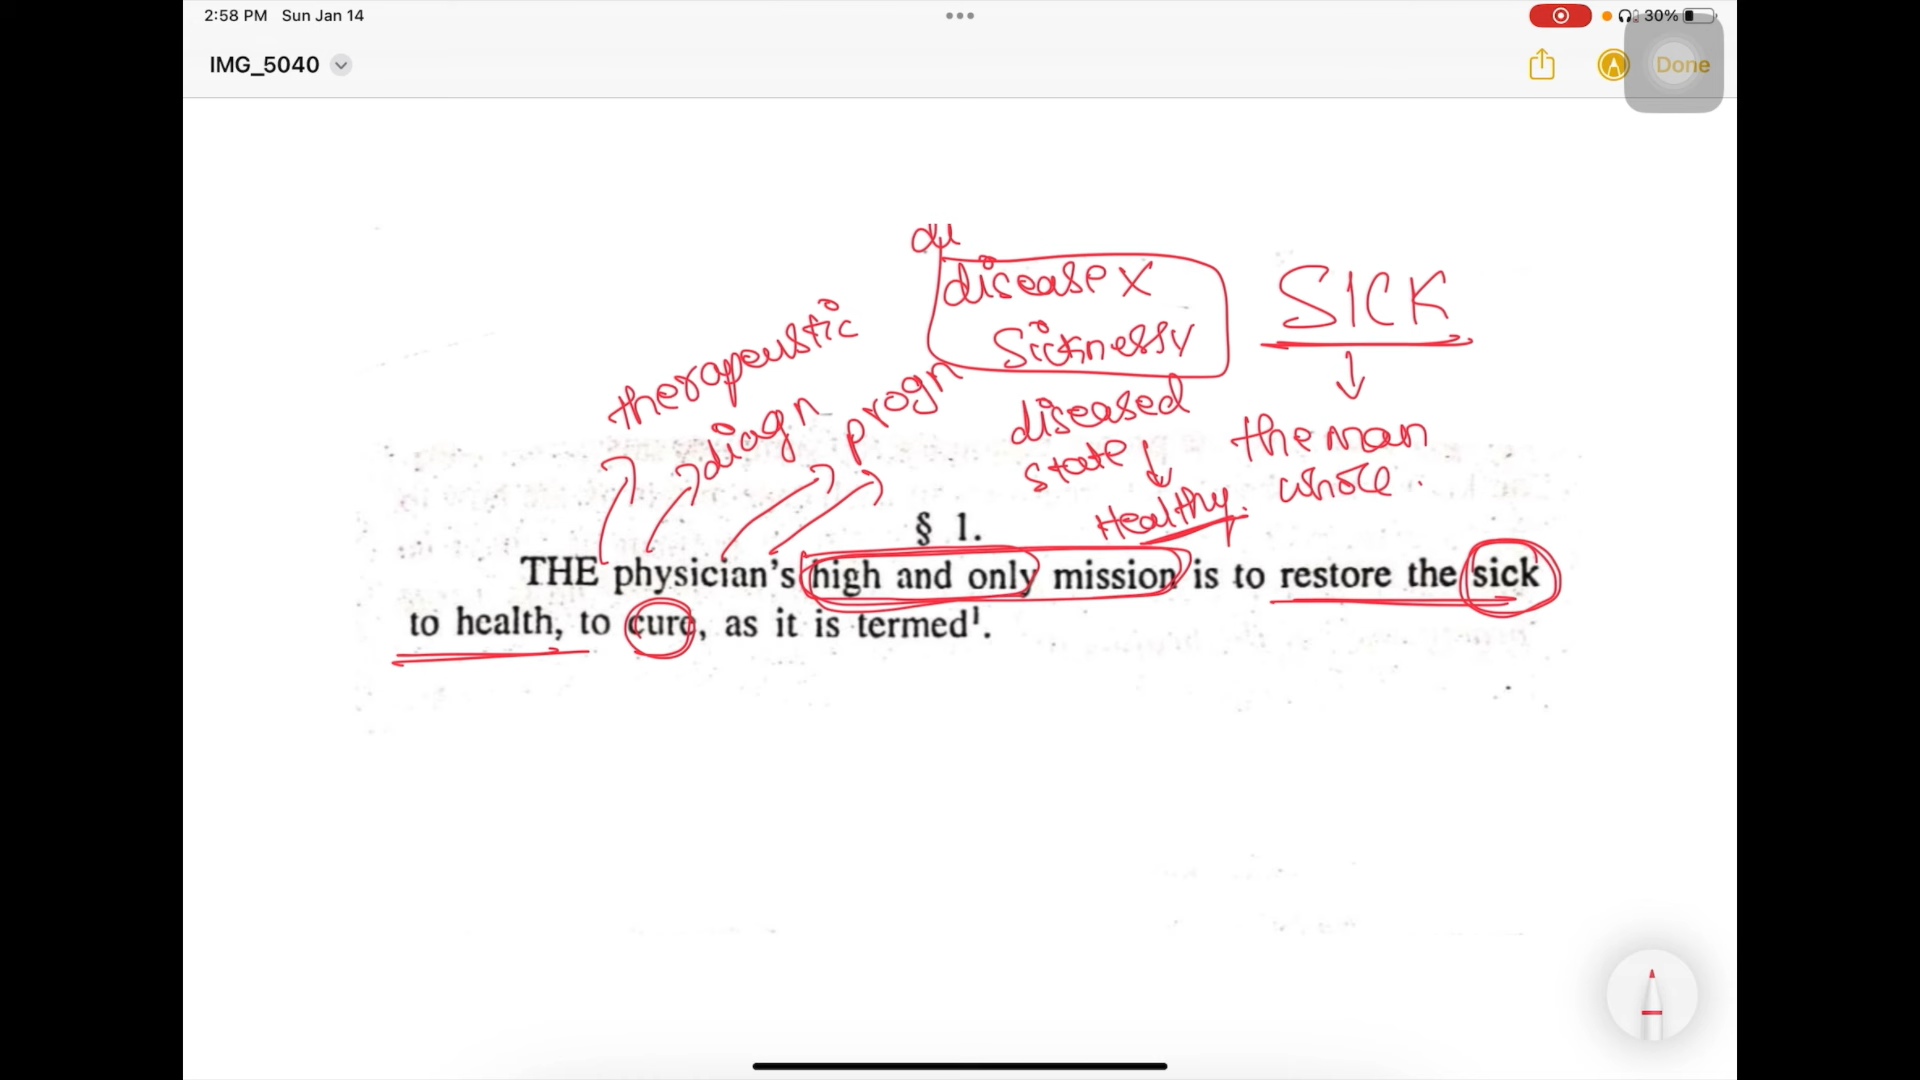 2:58 PM Sun Jan 14
30%
IMG_5040
Done
disease X
Sickness
SICK
therapeustic
diagn
progn
diseased
state
Healthy.
the man
whole.
§ 1.
THE physician's high and only mission is to restore the sick
to health, to cure, as it is termed¹.